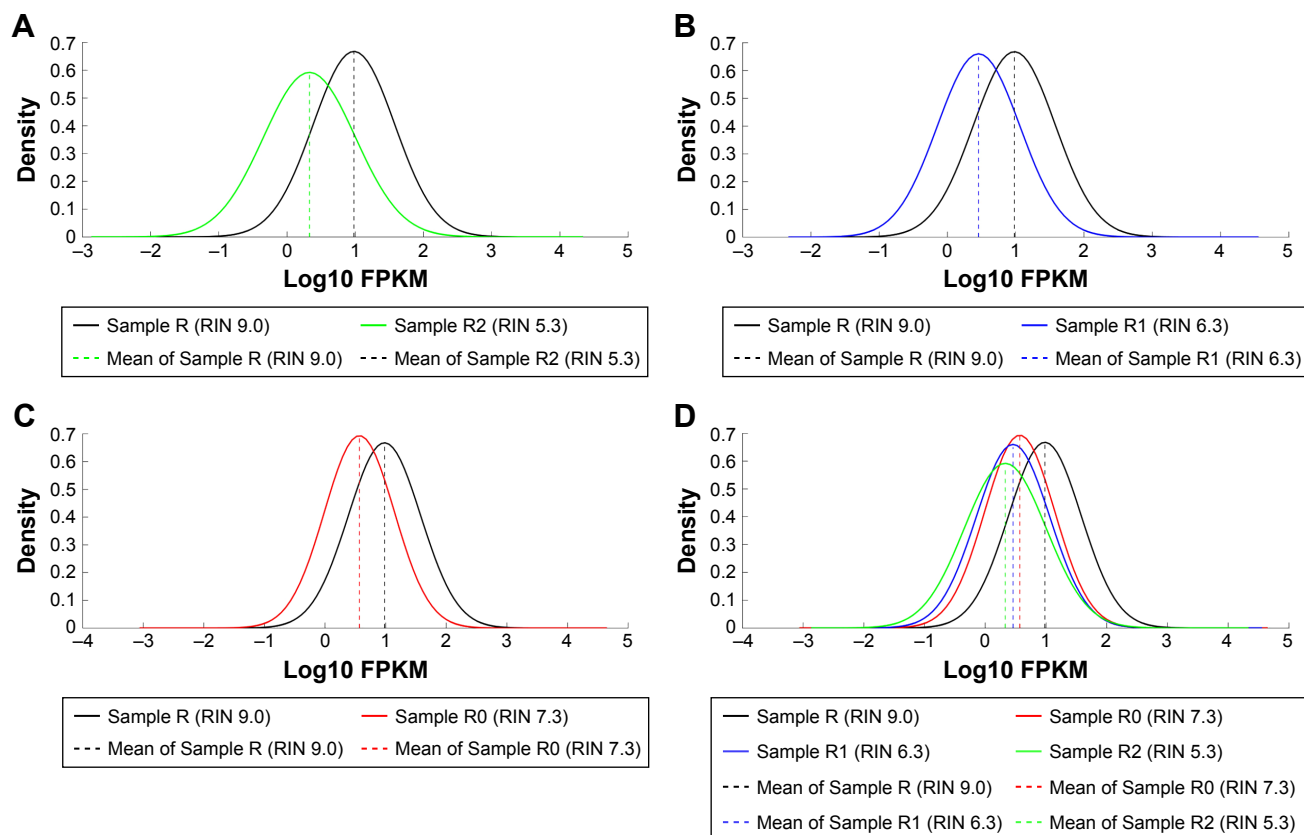 A
0.7
0.6
0.5
0.4
0.3
0.2
0.1
0
Density
–3 –2 –1 0 1 2 3 4 5
Log10 FPKM
Sample R (RIN 9.0) Sample R2 (RIN 5.3)
Mean of Sample R (RIN 9.0) Mean of Sample R2 (RIN 5.3)
B
0.7
0.6
0.5
0.4
0.3
0.2
0.1
0
Density
–3 –2 –1 0 1 2 3 4 5
Log10 FPKM
Sample R (RIN 9.0) Sample R1 (RIN 6.3)
Mean of Sample R (RIN 9.0) Mean of Sample R1 (RIN 6.3)
C
0.7
0.6
0.5
0.4
0.3
0.2
0.1
0
Density
–4 –3 –2 –1 0 1 2 3 4 5
Log10 FPKM
Sample R (RIN 9.0) Sample R0 (RIN 7.3)
Mean of Sample R (RIN 9.0) Mean of Sample R0 (RIN 7.3)
D
0.7
0.6
0.5
0.4
0.3
0.2
0.1
0
Density
–4 –3 –2 –1 0 1 2 3 4 5
Log10 FPKM
Sample R (RIN 9.0) Sample R0 (RIN 7.3)
Sample R1 (RIN 6.3) Sample R2 (RIN 5.3)
Mean of Sample R (RIN 9.0) Mean of Sample R0 (RIN 7.3)
Mean of Sample R1 (RIN 6.3) Mean of Sample R2 (RIN 5.3)